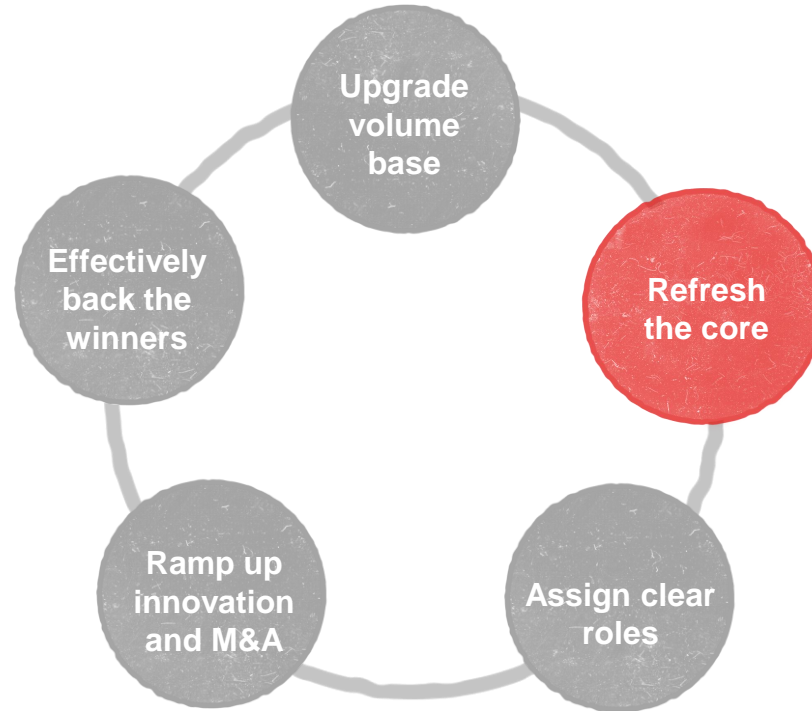 Upgrade
volume
base
Refresh
the core
Assign clear
roles
Ramp up
innovation
and M&A
Effectively
back the
winners